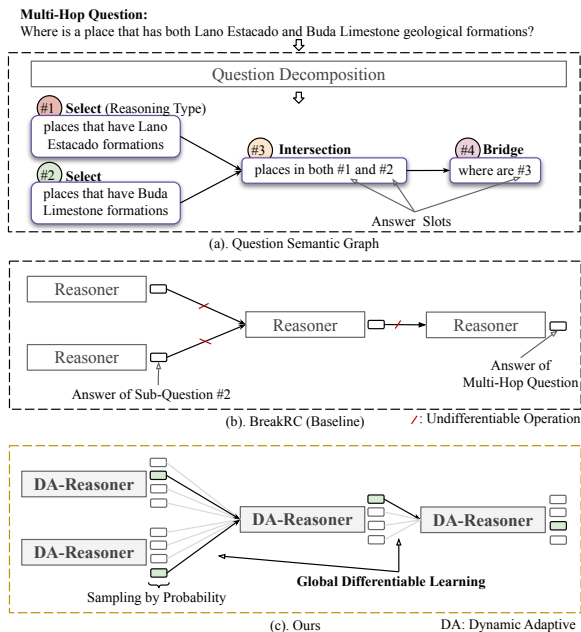 Multi-Hop Question:
Where is a place that has both Lano Estacado and Buda Limestone geological formations?
Question Decomposition
#1 Select (Reasoning Type)
places that have Lano
Estacado formations
#2 Select
places that have Buda
Limestone formations
#3 Intersection
places in both #1 and #2
#4 Bridge
where are #3
Answer Slots
(a). Question Semantic Graph
Reasoner
Reasoner
Reasoner
Reasoner
Answer of Sub-Question #2
Answer of
Multi-Hop Question
(b). BreakRC (Baseline)
/: Undifferentiable Operation
DA-Reasoner
DA-Reasoner
DA-Reasoner
DA-Reasoner
Sampling by Probability
Global Differentiable Learning
(c). Ours
DA: Dynamic Adaptive